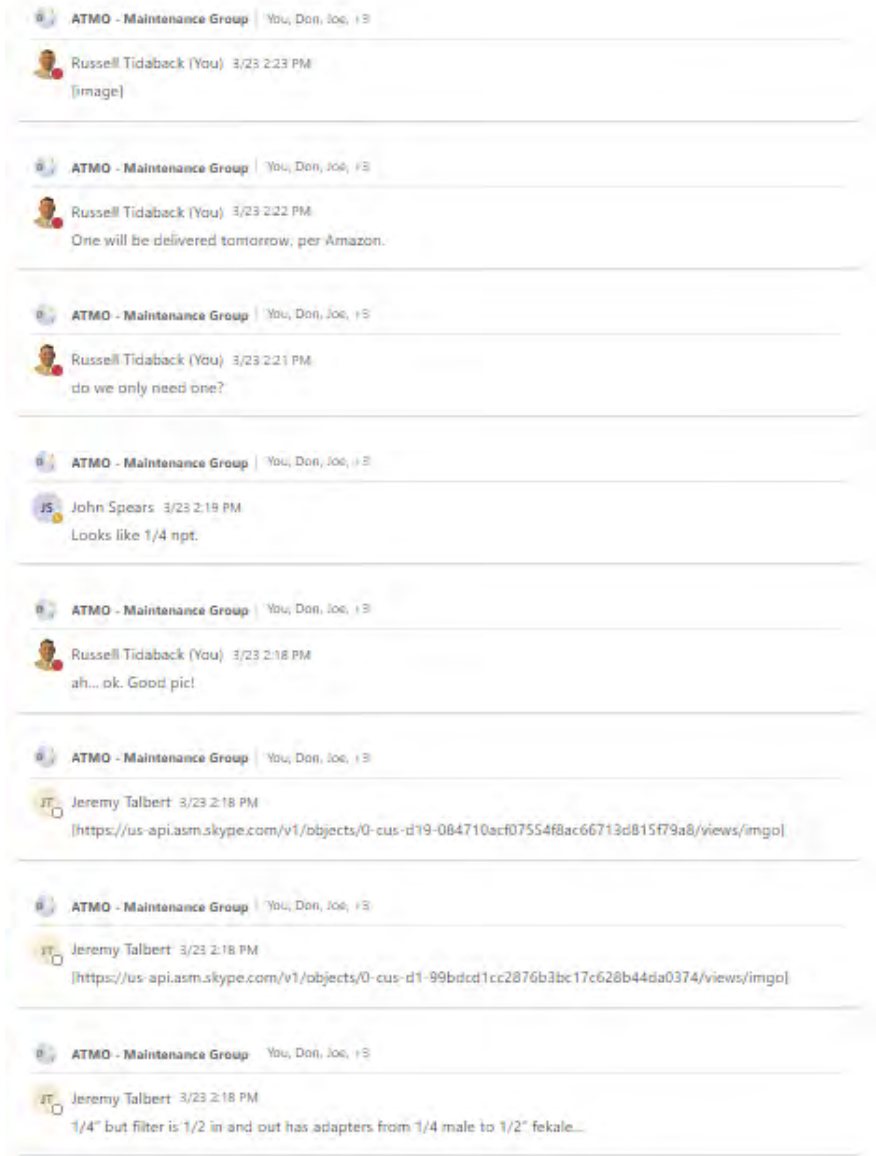 ATMO - Maintenance Group | You, Don, Joe, +3
Russell Tidaback (You) 3/23 2:23 PM
[image]
ATMO - Maintenance Group | You, Don, Joe, +3
Russell Tidaback (You) 3/23 2:22 PM
One will be delivered tomorrow, per Amazon.
ATMO - Maintenance Group | You, Don, Joe, +3
Russell Tidaback (You) 3/23 2:21 PM
do we only need one?
ATMO - Maintenance Group | You, Don, Joe, +3
JS John Spears 3/23 2:19 PM
Looks like 1/4 npt.
ATMO - Maintenance Group | You, Don, Joe, +3
Russell Tidaback (You) 3/23 2:18 PM
ah... ok. Good pic!
ATMO - Maintenance Group | You, Don, Joe, +3
JT Jeremy Talbert 3/23 2:18 PM
[https://us-api.asm.skype.com/v1/objects/0-cus-d19-084710acf07554f8ac66713d815f79a8/views/imgo]
ATMO - Maintenance Group | You, Don, Joe, +3
JT Jeremy Talbert 3/23 2:18 PM
[https://us-api.asm.skype.com/v1/objects/0-cus-d1-99bdcd1cc2876b3bc17c628b44da0374/views/imgo]
ATMO - Maintenance Group You, Don, Joe, +3
JT Jeremy Talbert 3/23 2:18 PM
1/4" but filter is 1/2 in and out has adapters from 1/4 male to 1/2" fekale...